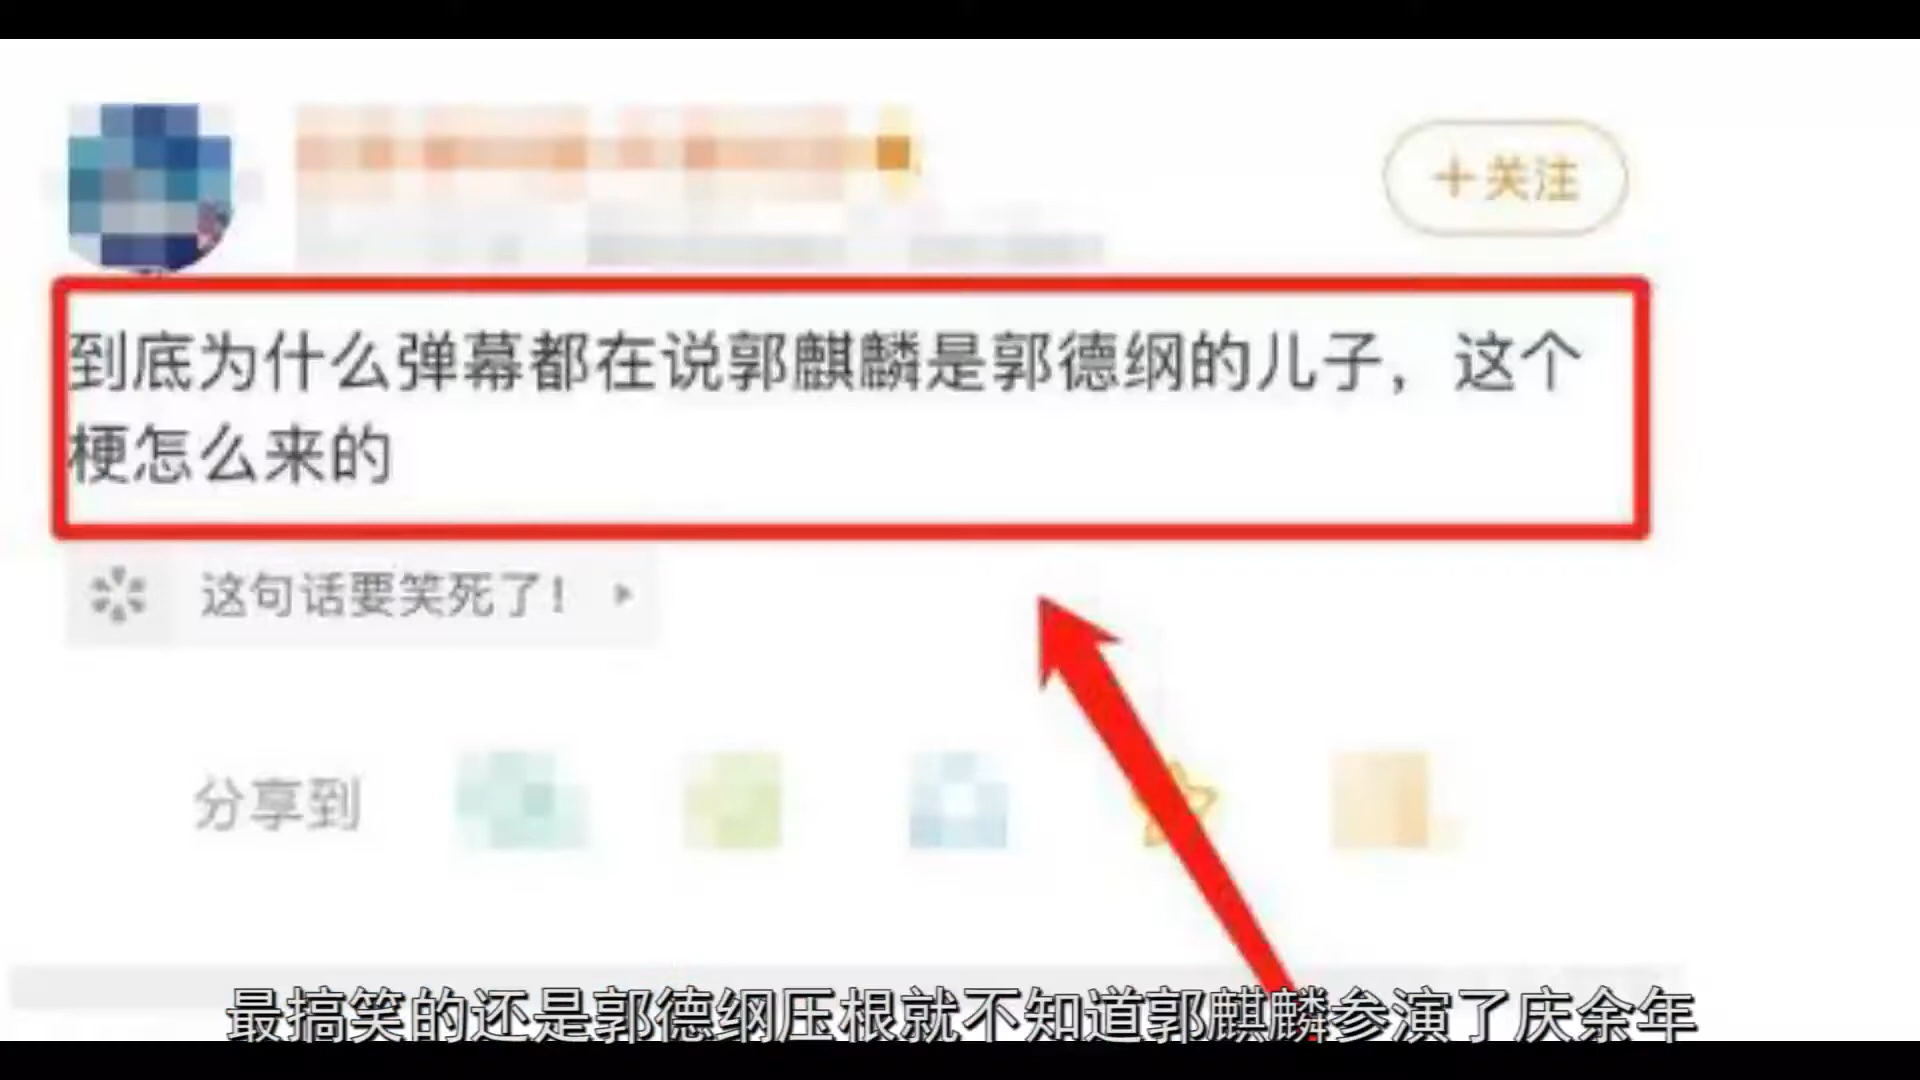 +关注
到底为什么弹幕都在说郭麒麟是郭德纲的儿子，这个
梗怎么来的
这句话要笑死了！
分享到
最搞笑的还是郭德纲压根就不知道郭麒麟参演了庆余年